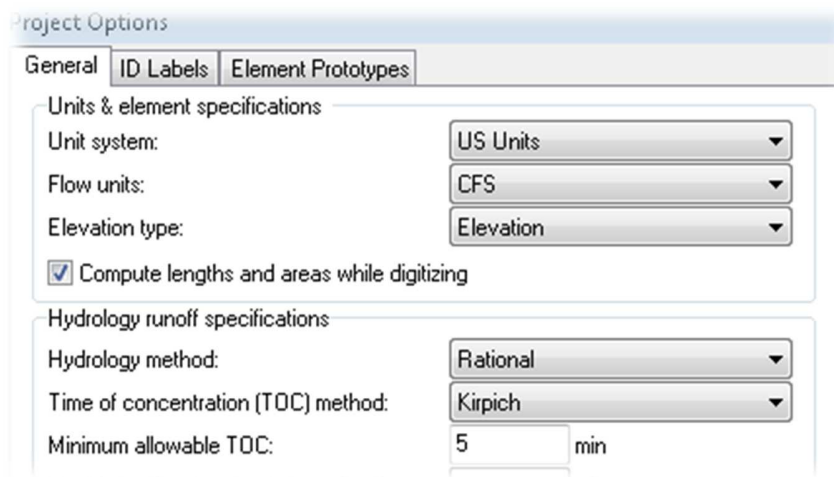 Project Options
General ID Labels Element Prototypes
Units & element specifications
Unit system: US Units
Flow units: CFS
Elevation type: Elevation
Compute lengths and areas while digitizing
Hydrology runoff specifications
Hydrology method: Rational
Time of concentration (TOC) method: Kirpich
Minimum allowable TOC: 5 min